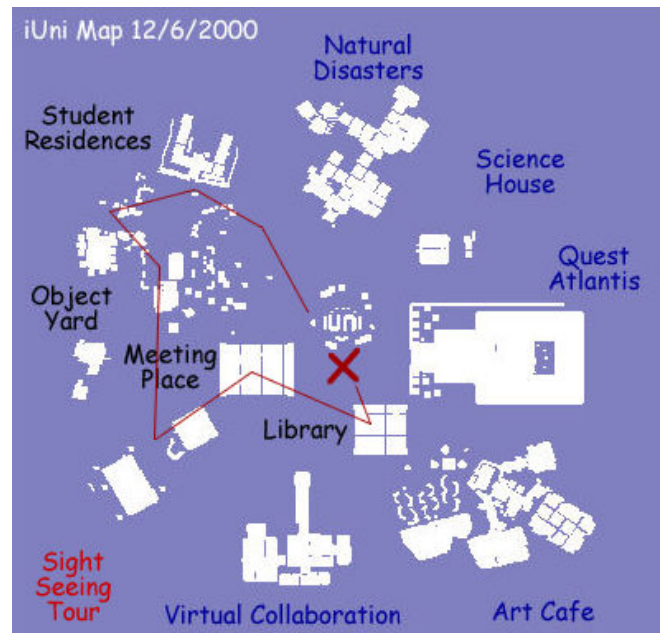 iUni Map 12/6/2000
Natural
Disasters
Student
Residences
Science
House
Quest
Atlantis
Object
Yard
iUni
Meeting
Place
Library
Sight
Seeing
Tour
Virtual Collaboration
Art Cafe